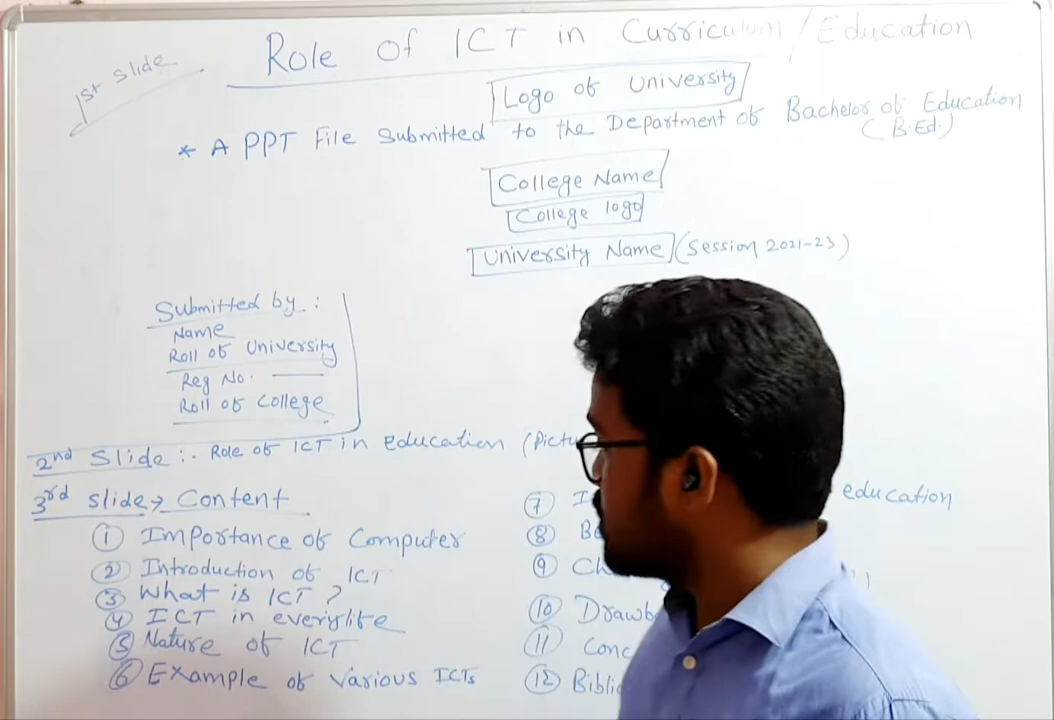 Role of ICT in Curriculum/Education
1st slide
Logo of University
* A PPT File Submitted to the Department of Bachelor of Education
(B.Ed.)
College Name
College logo
University Name (Session 2021-23)
Submitted by :
Name
Roll of University
Reg No.
Roll of College
2nd Slide :- Role of ICT in education
3rd slide → Content
① Importance of Computer
② Introduction of ICT
③ What is ICT ?
④ ICT in everylife
⑤ Nature of ICT
⑥ Example of Various ICTs
⑦ education
⑧
⑨
⑩
⑪
⑫